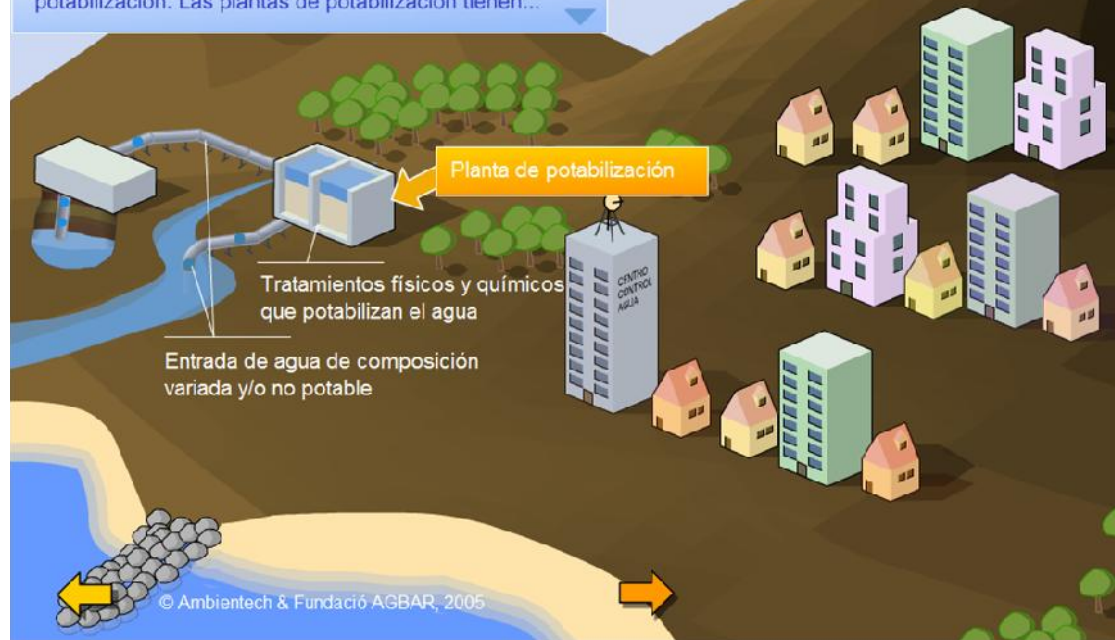 potabilización. Las plantas de potabilización tienen...
Planta de potabilización
Tratamientos físicos y químicos
que potabilizan el agua
CENTRO
CONTROL
AGUA
Entrada de agua de composición
variada y/o no potable
© Ambientech & Fundació AGBAR, 2005